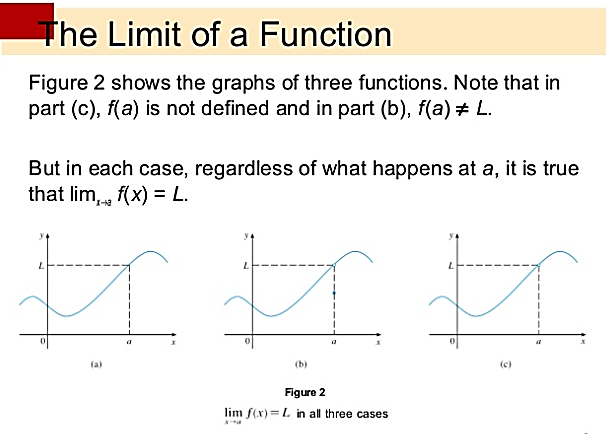 The Limit of a Function
Figure 2 shows the graphs of three functions. Note that in
part (c), f(a) is not defined and in part (b), f(a) ≠ L.
But in each case, regardless of what happens at a, it is true
that limₓ→ₐ f(x) = L.
y y y
L L L
0 a x 0 a x 0 a x
(a) (b) (c)
Figure 2
lim f(x) = L in all three cases
x→a